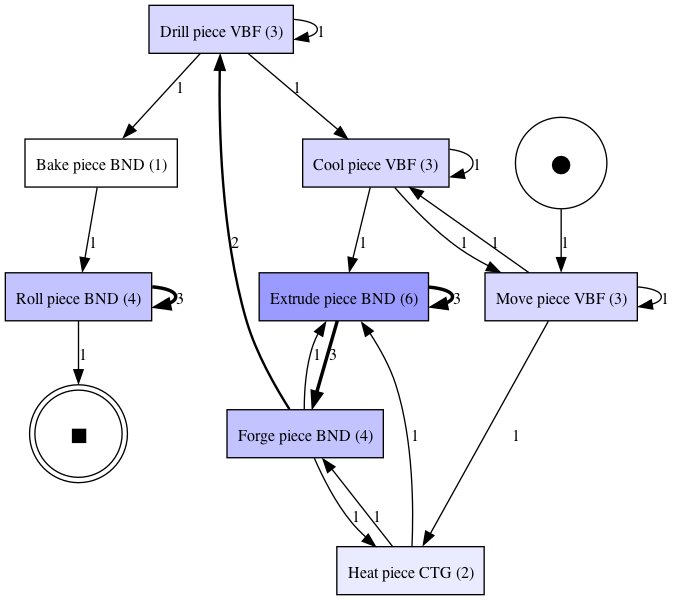 Drill piece VBF (3)
1
1
1
Bake piece BND (1)
Cool piece VBF (3)
1
1
1
1
1
1
2
Roll piece BND (4)
3
Extrude piece BND (6)
3
Move piece VBF (3)
1
1
1
3
Forge piece BND (4)
1
1
1
1
Heat piece CTG (2)